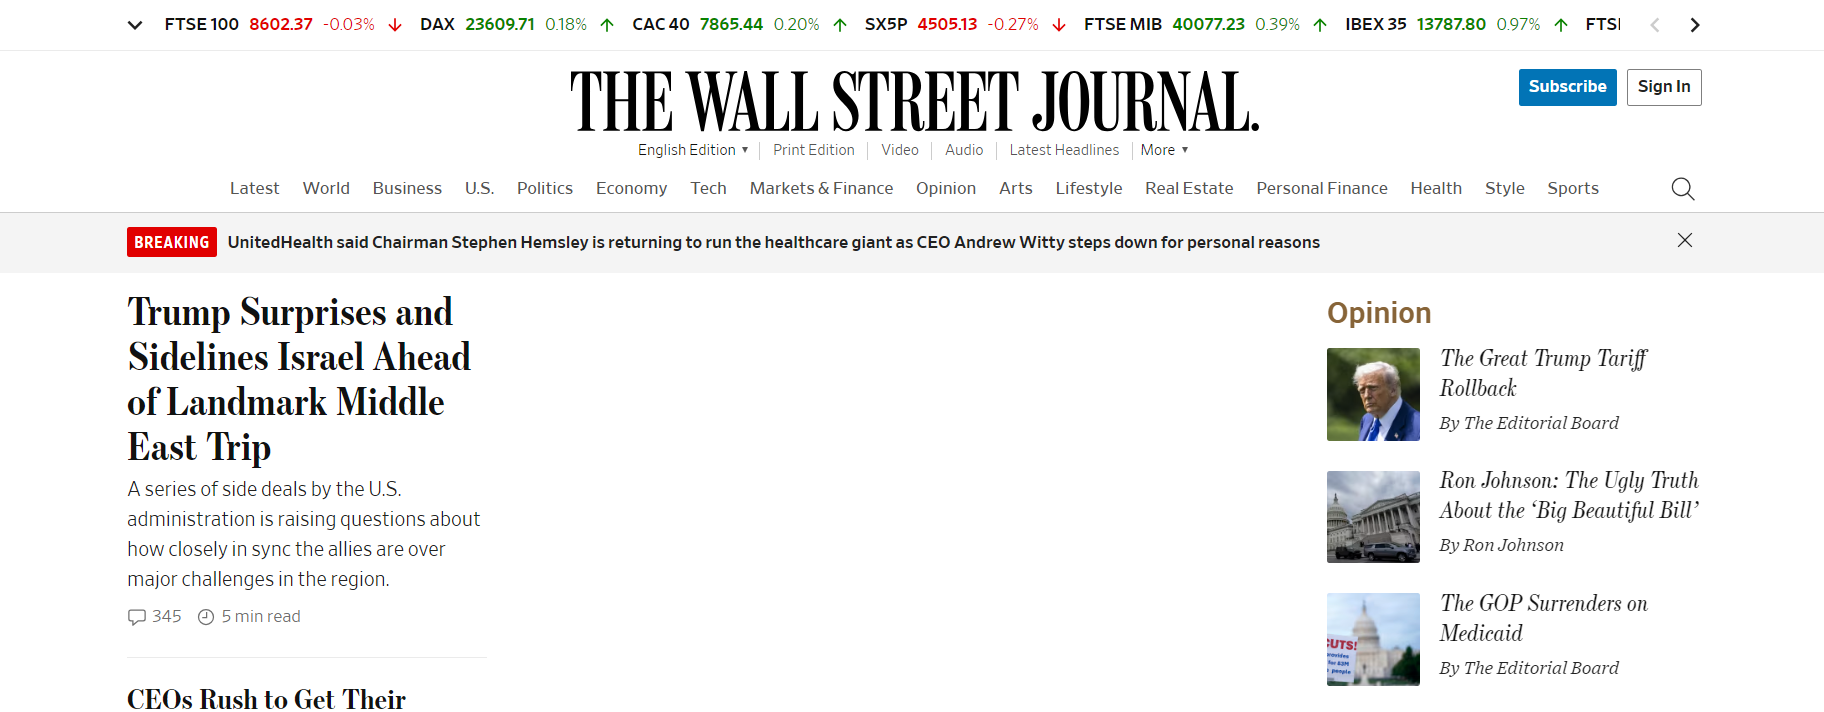 FTSE 100 8602.37 -0.03% DAX 23609.71 0.18% CAC 40 7865.44 0.20% SX5P 4505.13 -0.27% FTSE MIB 40077.23 0.39% IBEX 35 13787.80 0.97% FTS
THE WALL STREET JOURNAL.
Subscribe Sign In
English Edition Print Edition Video Audio Latest Headlines More
Latest World Business U.S. Politics Economy Tech Markets & Finance Opinion Arts Lifestyle Real Estate Personal Finance Health Style Sports
BREAKING UnitedHealth said Chairman Stephen Hemsley is returning to run the healthcare giant as CEO Andrew Witty steps down for personal reasons
Trump Surprises and
Sidelines Israel Ahead
of Landmark Middle
East Trip
A series of side deals by the U.S.
administration is raising questions about
how closely in sync the allies are over
major challenges in the region.
345 5 min read
CEOs Rush to Get Their
Opinion
The Great Trump Tariff
Rollback
By The Editorial Board
Ron Johnson: The Ugly Truth
About the ‘Big Beautiful Bill’
By Ron Johnson
CUTS!
rovides
for 83M
people
The GOP Surrenders on
Medicaid
By The Editorial Board